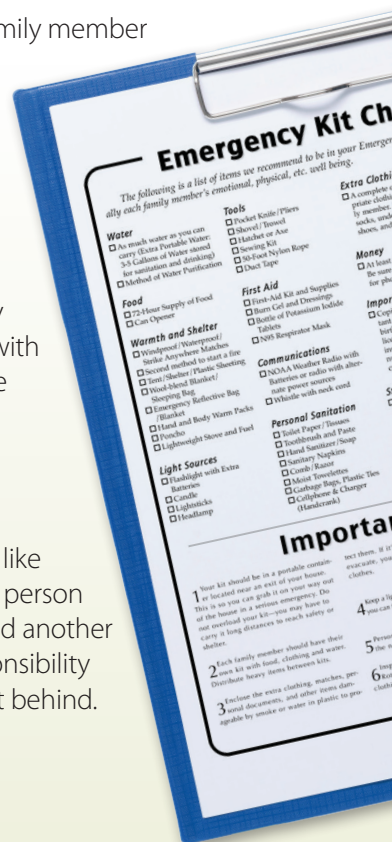 mily member
with
like
person
d another
onsibility
t behind.
Emergency Kit Ch
The following is a list of items we recommend to be in your Emergen
ally each family member's emotional, physical, etc. well being.
Water
☐ As much water as you can
carry (Extra Portable Water:
3-5 Gallons of Water stored
for sanitation and drinking)
☐ Method of Water Purification
Food
☐ 72-Hour Supply of Food
☐ Can Opener
Warmth and Shelter
☐ Windproof/Waterproof/
Strike Anywhere Matches
☐ Second method to start a fire
☐ Tent/Shelter/Plastic Sheeting
☐ Wool-blend Blanket/
Sleeping Bag
☐ Emergency Reflective Bag
/Blanket
☐ Hand and Body Warm Packs
☐ Poncho
☐ Lightweight Stove and Fuel
Light Sources
☐ Flashlight with Extra
Batteries
☐ Candle
☐ Lightsticks
☐ Headlamp
Tools
☐ Pocket Knife/Pliers
☐ Shovel/Trowel
☐ Hatchet or Axe
☐ Sewing Kit
☐ 50-Foot Nylon Rope
☐ Duct Tape
First Aid
☐ First-Aid Kit and Supplies
☐ Burn Gel and Dressings
☐ Bottle of Potassium Iodide
Tablets
☐ N95 Respirator Mask
Communications
☐ NOAA Weather Radio with
Batteries or radio with alter-
nate power sources
☐ Whistle with neck cord
Personal Sanitation
☐ Toilet Paper/Tissues
☐ Toothbrush and Paste
☐ Hand Sanitizer/Soap
☐ Sanitary Napkins
☐ Comb/Razor
☐ Moist Towelettes
☐ Garbage Bags, Plastic Ties
☐ Cellphone & Charger
(Handcrank)
Extra Clothi
☐ A complete
priate clothi
ly member.
socks, unde
shoes, and
Money
☐ At least
Be sure
for pho
Impor
☐ Copi
Importa
1 Your kit should be in a portable contain-
er located near an exit of your house.
This is so you can grab it on your way out
of the house in a serious emergency. Do
not overload your kit—you may have to
carry it long distances to reach safety or
shelter.
2 Each family member should have their
own kit with food, clothing and water.
Distribute heavy items between kits.
3 Enclose the extra clothing, matches, per-
sonal documents, and other items dam-
ageable by smoke or water in plastic to pro-
tect them. If it'
evacuate, you
clothes.
4 Keep a lig
you can
5 Person
the n
6